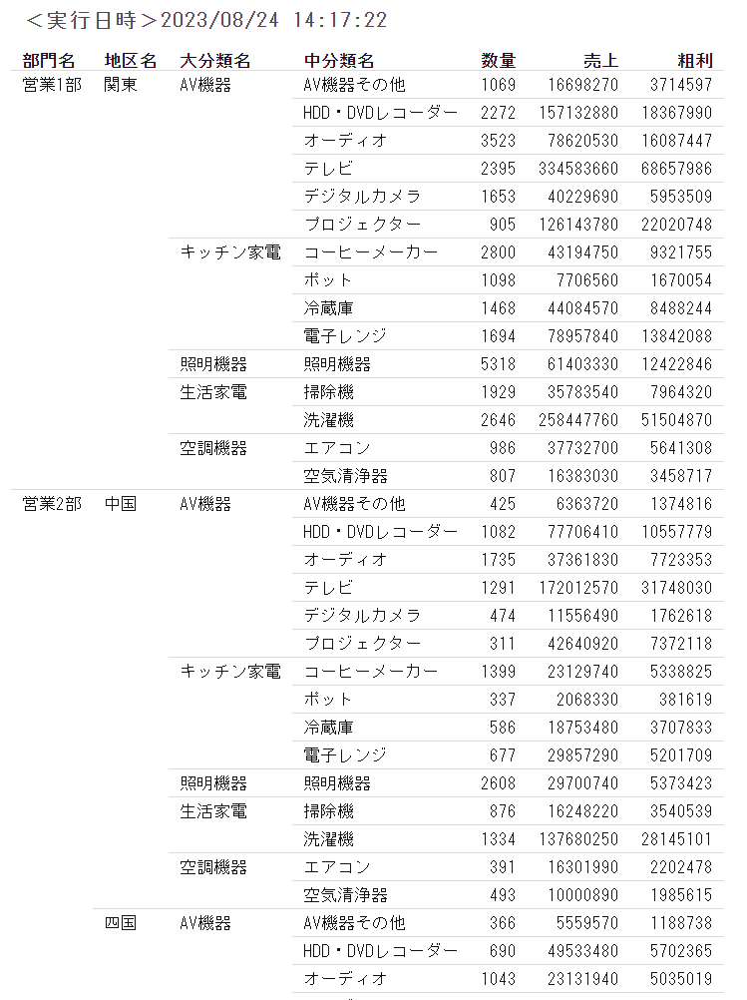 ＜実行日時＞2023/08/24 14:17:22
部門名 地区名 大分類名 中分類名 数量 売上 粗利
営業1部 関東 AV機器 AV機器その他 1069 16698270 3714597
HDD・DVDレコーダー 2272 157132880 18367990
オーディオ 3523 78620530 16087447
テレビ 2395 334583660 68657986
デジタルカメラ 1653 40229690 5953509
プロジェクター 905 126143780 22020748
キッチン家電 コーヒーメーカー 2800 43194750 9321755
ポット 1098 7706560 1670054
冷蔵庫 1468 44084570 8488244
電子レンジ 1694 78957840 13842088
照明機器 照明機器 5318 61403330 12422846
生活家電 掃除機 1929 35783540 7964320
洗濯機 2646 258447760 51504870
空調機器 エアコン 986 37732700 5641308
空気清浄器 807 16383030 3458717
営業2部 中国 AV機器 AV機器その他 425 6363720 1374816
HDD・DVDレコーダー 1082 77706410 10557779
オーディオ 1735 37361830 7723353
テレビ 1291 172012570 31748030
デジタルカメラ 474 11556490 1762618
プロジェクター 311 42640920 7372118
キッチン家電 コーヒーメーカー 1399 23129740 5338825
ポット 337 2068330 381619
冷蔵庫 586 18753480 3707833
電子レンジ 677 29857290 5201709
照明機器 照明機器 2608 29700740 5373423
生活家電 掃除機 876 16248220 3540539
洗濯機 1334 137680250 28145101
空調機器 エアコン 391 16301990 2202478
空気清浄器 493 10000890 1985615
四国 AV機器 AV機器その他 366 5559570 1188738
HDD・DVDレコーダー 690 49533480 5702365
オーディオ 1043 23131940 5035019